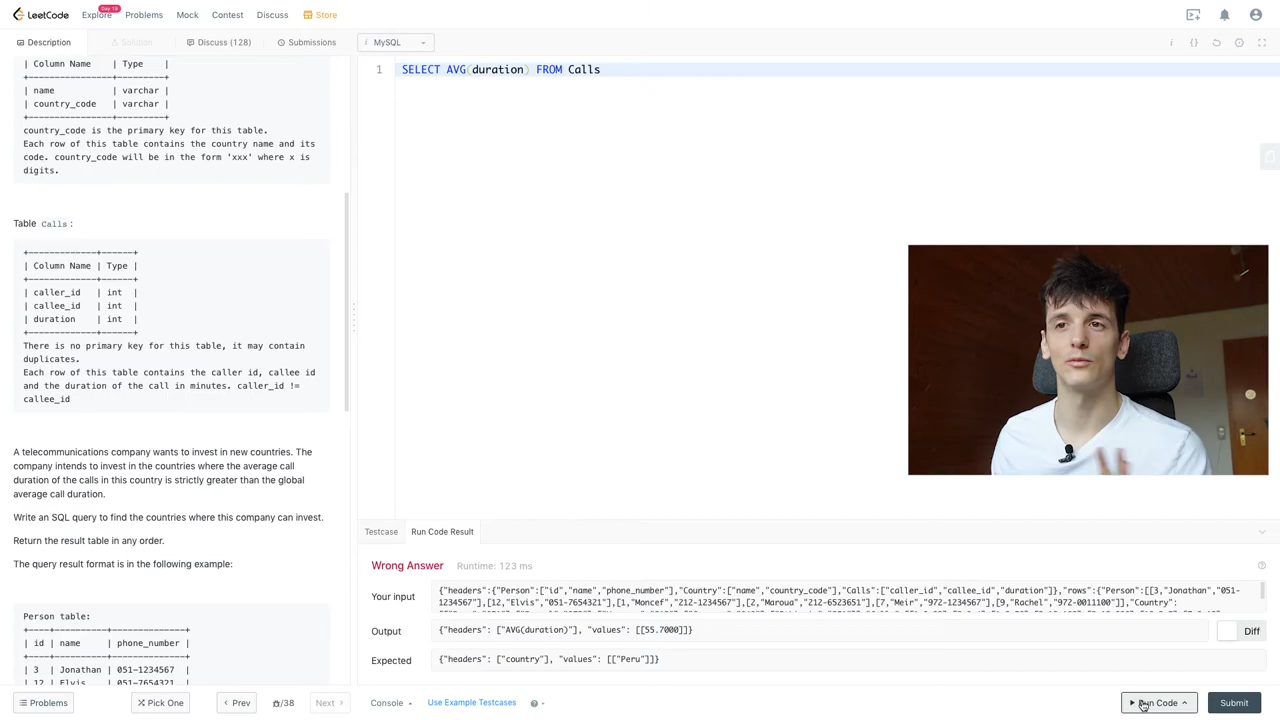 LeetCode
Day 19
Explore
Problems
Mock
Contest
Discuss
Store
Description
Solution
Discuss (128)
Submissions
i MySQL
| Column Name | Type |
+--------------+---------+
| name | varchar |
| country_code | varchar |
+--------------+---------+
country_code is the primary key for this table.
Each row of this table contains the country name and its
code. country_code will be in the form 'xxx' where x is
digits.
Table Calls:
+-------------+------+
| Column Name | Type |
+-------------+------+
| caller_id | int |
| callee_id | int |
| duration | int |
+-------------+------+
There is no primary key for this table, it may contain
duplicates.
Each row of this table contains the caller id, callee id
and the duration of the call in minutes. caller_id !=
callee_id
A telecommunications company wants to invest in new countries. The
company intends to invest in the countries where the average call
duration of the calls in this country is strictly greater than the global
average call duration.
Write an SQL query to find the countries where this company can invest.
Return the result table in any order.
The query result format is in the following example:
Person table:
+----+----------+--------------+
| id | name | phone_number |
+----+----------+--------------+
| 3 | Jonathan | 051-1234567 |
| 12 | Elvis | 051-7654321 |
1 SELECT AVG(duration) FROM Calls
Testcase
Run Code Result
Wrong Answer
Runtime: 123 ms
Your input
{"headers":{"Person":["id","name","phone_number"],"Country":["name","country_code"],"Calls":["caller_id","callee_id","duration"]},"rows":{"Person":[[3,"Jonathan","051-
1234567"],[12,"Elvis","051-7654321"],[1,"Moncef","212-1234567"],[2,"Maroua","212-6523651"],[7,"Meir","972-1234567"],[9,"Rachel","972-0011100"]],"Country":
Output
{"headers": ["AVG(duration)"], "values": [[55.7000]]}
Diff
Expected
{"headers": ["country"], "values": [["Peru"]]}
Problems
Pick One
Prev
/38
Next
Console
Use Example Testcases
Run Code
Submit